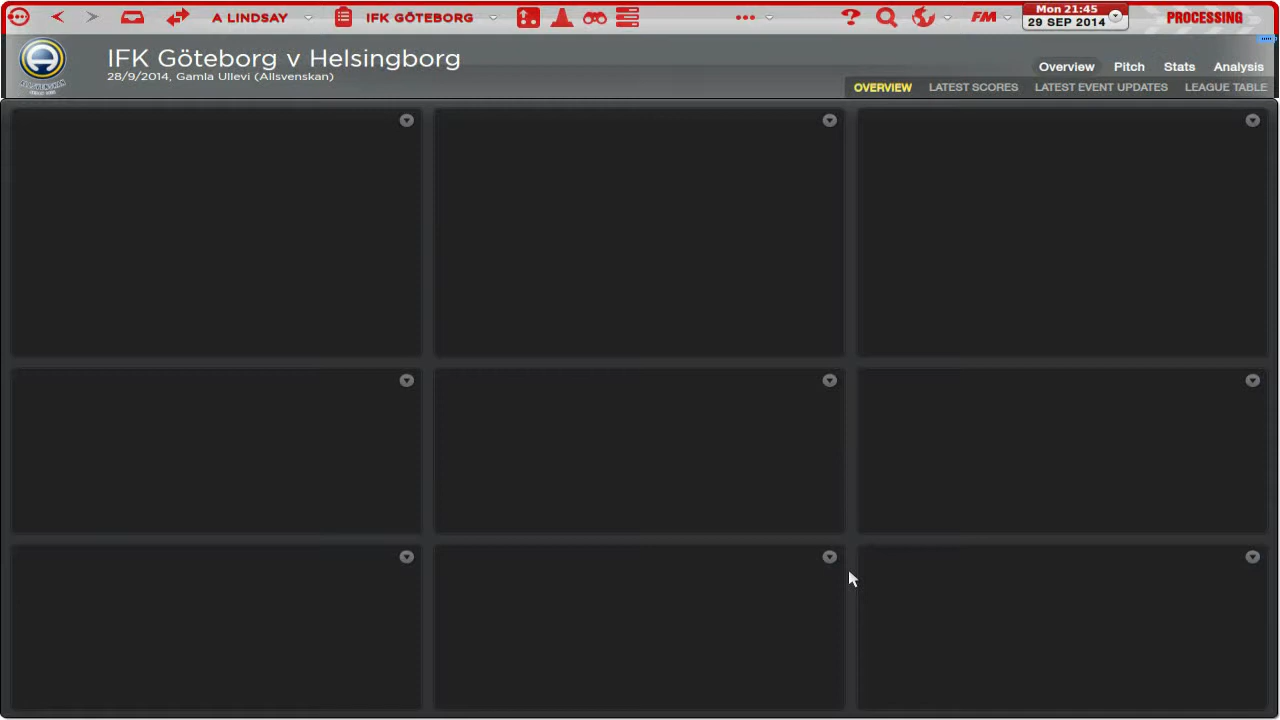 A LINDSAY
IFK GÖTEBORG
FM
Mon 21:45
29 SEP 2014
PROCESSING
IFK Göteborg v Helsingborg
28/9/2014, Gamla Ullevi (Allsvenskan)
Overview Pitch Stats Analysis
OVERVIEW LATEST SCORES LATEST EVENT UPDATES LEAGUE TABLE
ALLSVENSKAN